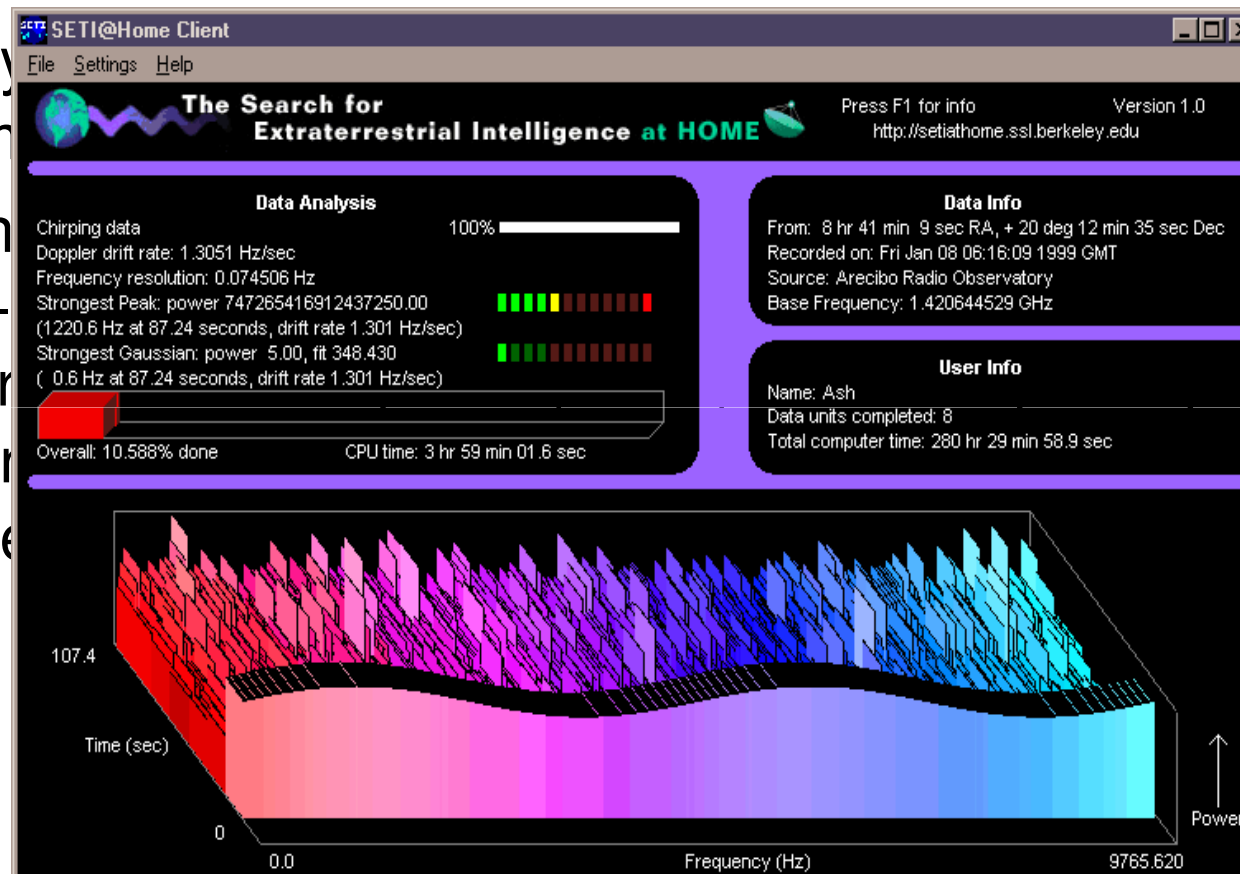 SETI@Home Client
File Settings Help
The Search for
Extraterrestrial Intelligence at HOME
Press F1 for info Version 1.0
http://setiathome.ssl.berkeley.edu
Data Analysis
Chirping data 100%
Doppler drift rate: 1.3051 Hz/sec
Frequency resolution: 0.074506 Hz
Strongest Peak: power 747265416912437250.00
(1220.6 Hz at 87.24 seconds, drift rate 1.301 Hz/sec)
Strongest Gaussian: power 5.00, fit 348.430
( 0.6 Hz at 87.24 seconds, drift rate 1.301 Hz/sec)
Overall: 10.588% done CPU time: 3 hr 59 min 01.6 sec
Data Info
From: 8 hr 41 min 9 sec RA, + 20 deg 12 min 35 sec Dec
Recorded on: Fri Jan 08 06:16:09 1999 GMT
Source: Arecibo Radio Observatory
Base Frequency: 1.420644529 GHz
User Info
Name: Ash
Data units completed: 8
Total computer time: 280 hr 29 min 58.9 sec
107.4
Time (sec)
0
0.0 Frequency (Hz) 9765.620
Power